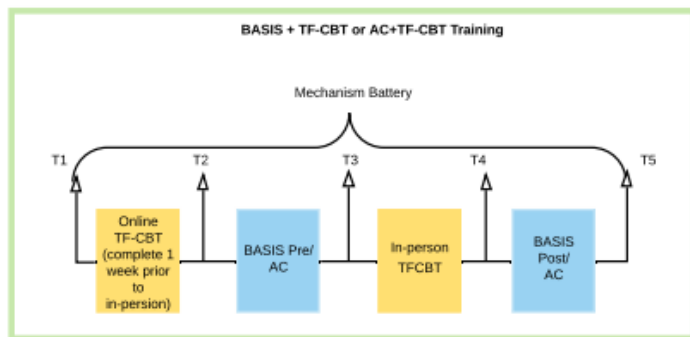 BASIS + TF-CBT or AC+TF-CBT Training
Mechanism Battery
T1
T2
T3
T4
T5
Online
TF-CBT
(complete 1
week prior
to
in-persion)
BASIS Pre/
AC
In-person
TFCBT
BASIS
Post/
AC